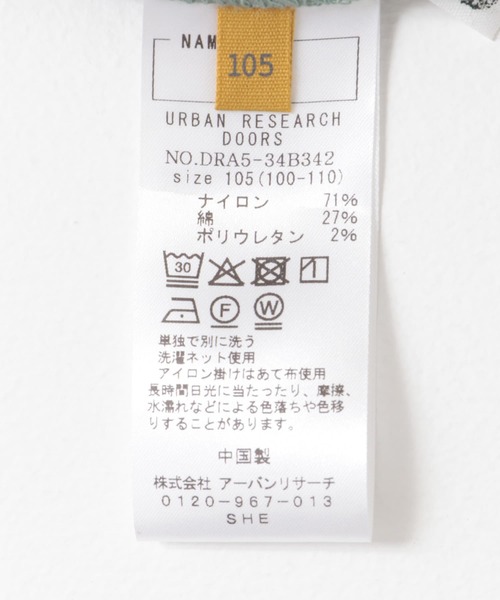 NAM
105
URBAN RESEARCH
DOORS
NO.DRA5-34B342
size 105(100-110)
ナイロン 71%
綿 27%
ポリウレタン 2%
30
F W
単独で別に洗う
洗濯ネット使用
アイロン掛けはあて布使用
長時間日光に当たったり、摩擦、
水濡れなどによる色落ちや色移
りすることがあります。
中国製
株式会社 アーバンリサーチ
0120-967-013
SHE